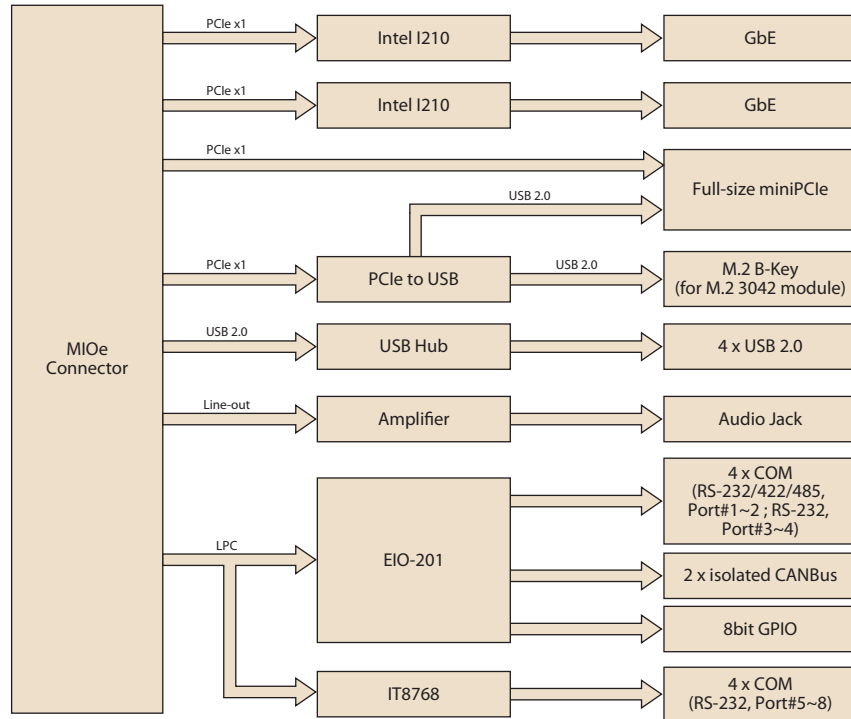 PCIe x1
Intel I210
GbE
PCIe x1
Intel I210
GbE
PCIe x1
Full-size miniPCIe
USB 2.0
PCIe x1
PCIe to USB
USB 2.0
M.2 B-Key
(for M.2 3042 module)
MIOe
Connector
USB 2.0
USB Hub
4 x USB 2.0
Line-out
Amplifier
Audio Jack
LPC
EIO-201
4 x COM
(RS-232/422/485,
Port#1~2 ; RS-232,
Port#3~4)
2 x isolated CANBus
8bit GPIO
IT8768
4 x COM
(RS-232, Port#5~8)